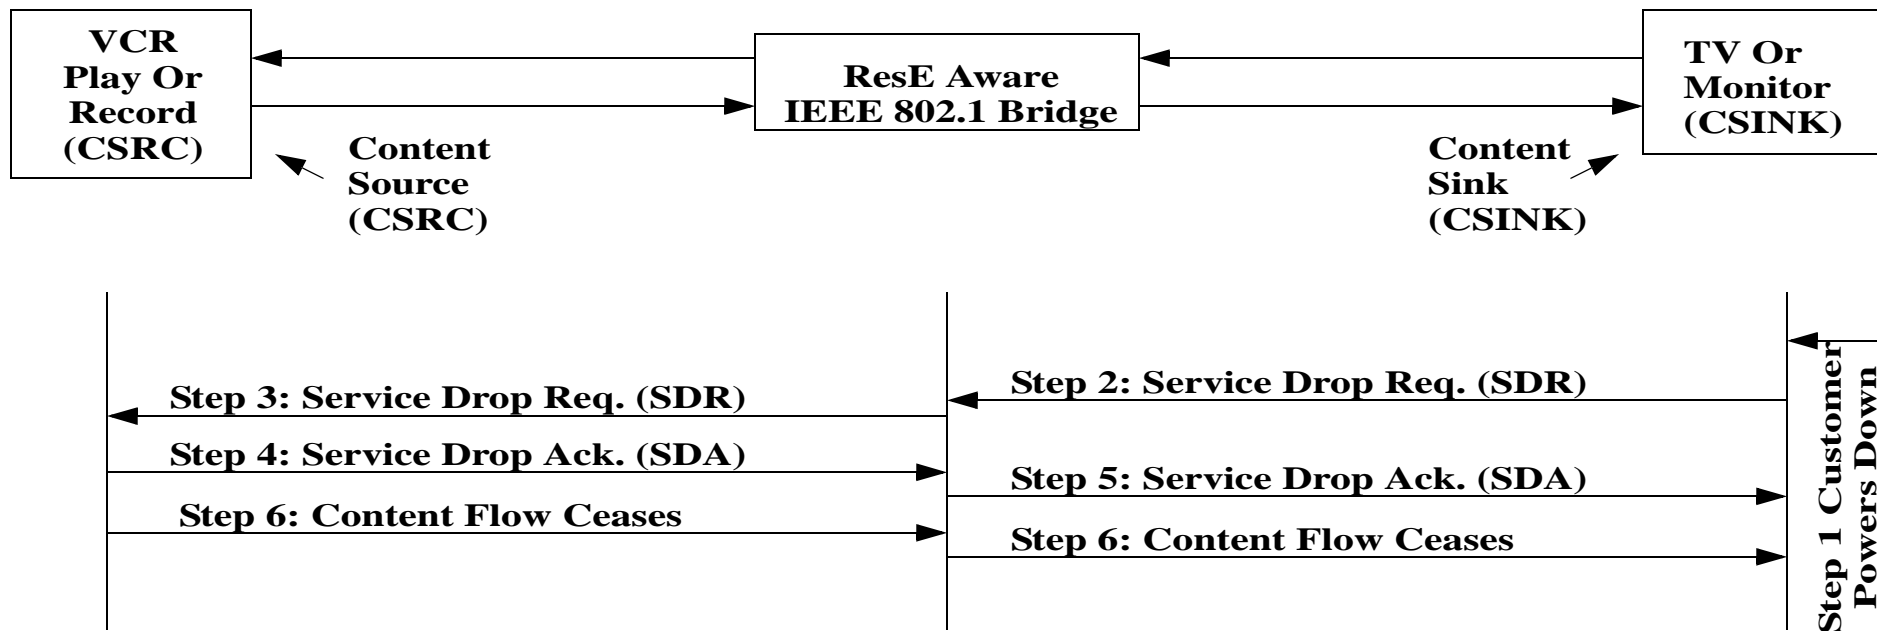 VCR
Play Or
Record
(CSRC)
ResE Aware
IEEE 802.1 Bridge
TV Or
Monitor
(CSINK)
Content
Source
(CSRC)
Content
Sink
(CSINK)
Step 1 Customer
Powers Down
Step 2: Service Drop Req. (SDR)
Step 3: Service Drop Req. (SDR)
Step 4: Service Drop Ack. (SDA)
Step 5: Service Drop Ack. (SDA)
Step 6: Content Flow Ceases
Step 6: Content Flow Ceases